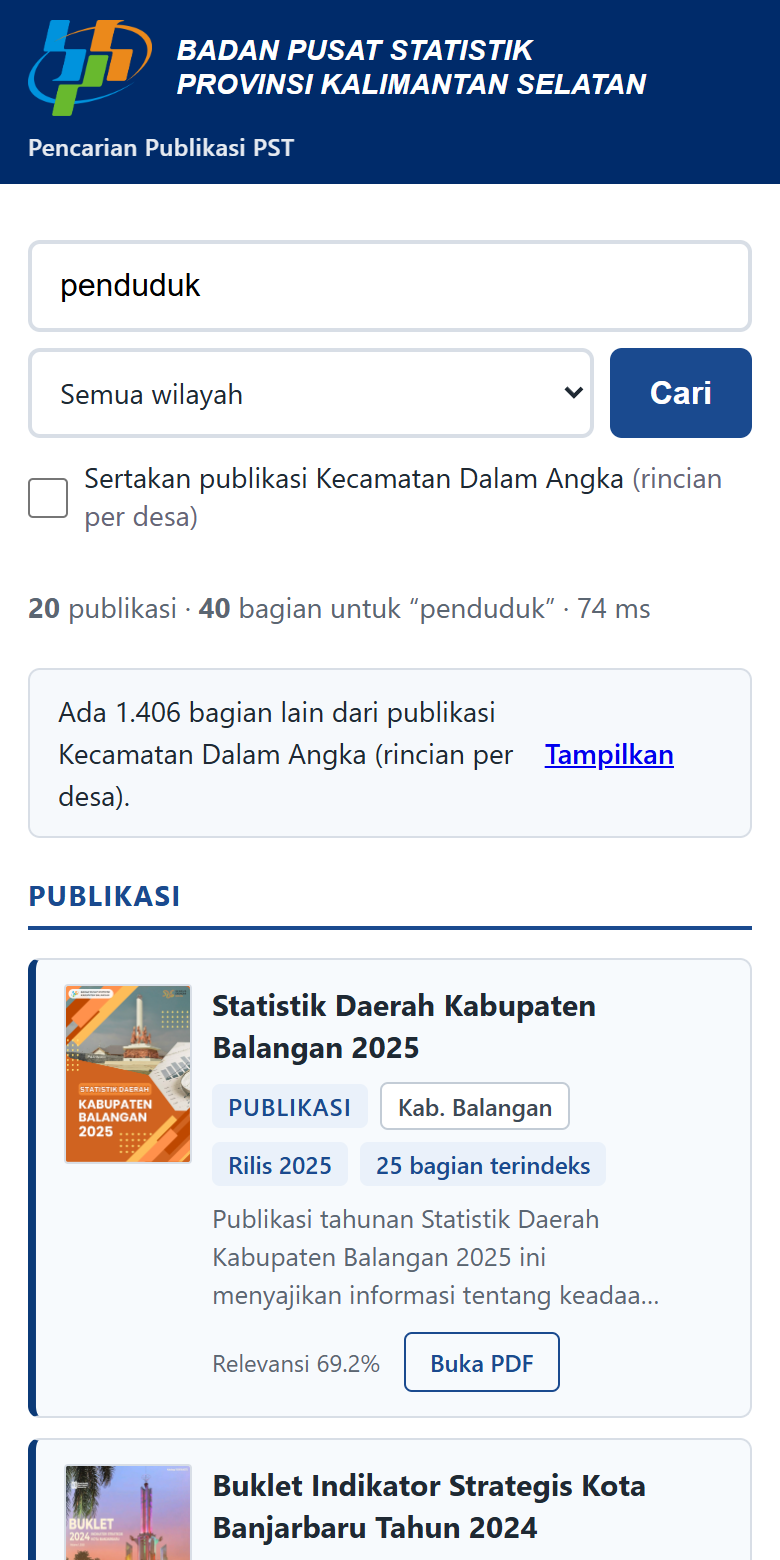 BADAN PUSAT STATISTIK
PROVINSI KALIMANTAN SELATAN
Pencarian Publikasi PST
penduduk
Semua wilayah
Cari
Sertakan publikasi Kecamatan Dalam Angka (rincian
per desa)
20 publikasi · 40 bagian untuk “penduduk” · 74 ms
Ada 1.406 bagian lain dari publikasi
Kecamatan Dalam Angka (rincian per
desa).
Tampilkan
PUBLIKASI
STATISTIK DAERAH
KABUPATEN
BALANGAN
2025
Statistik Daerah Kabupaten
Balangan 2025
PUBLIKASI
Kab. Balangan
Rilis 2025
25 bagian terindeks
Publikasi tahunan Statistik Daerah
Kabupaten Balangan 2025 ini
menyajikan informasi tentang keadaa...
Relevansi 69.2%
Buka PDF
BUKLET
2024
Buklet Indikator Strategis Kota
Banjarbaru Tahun 2024